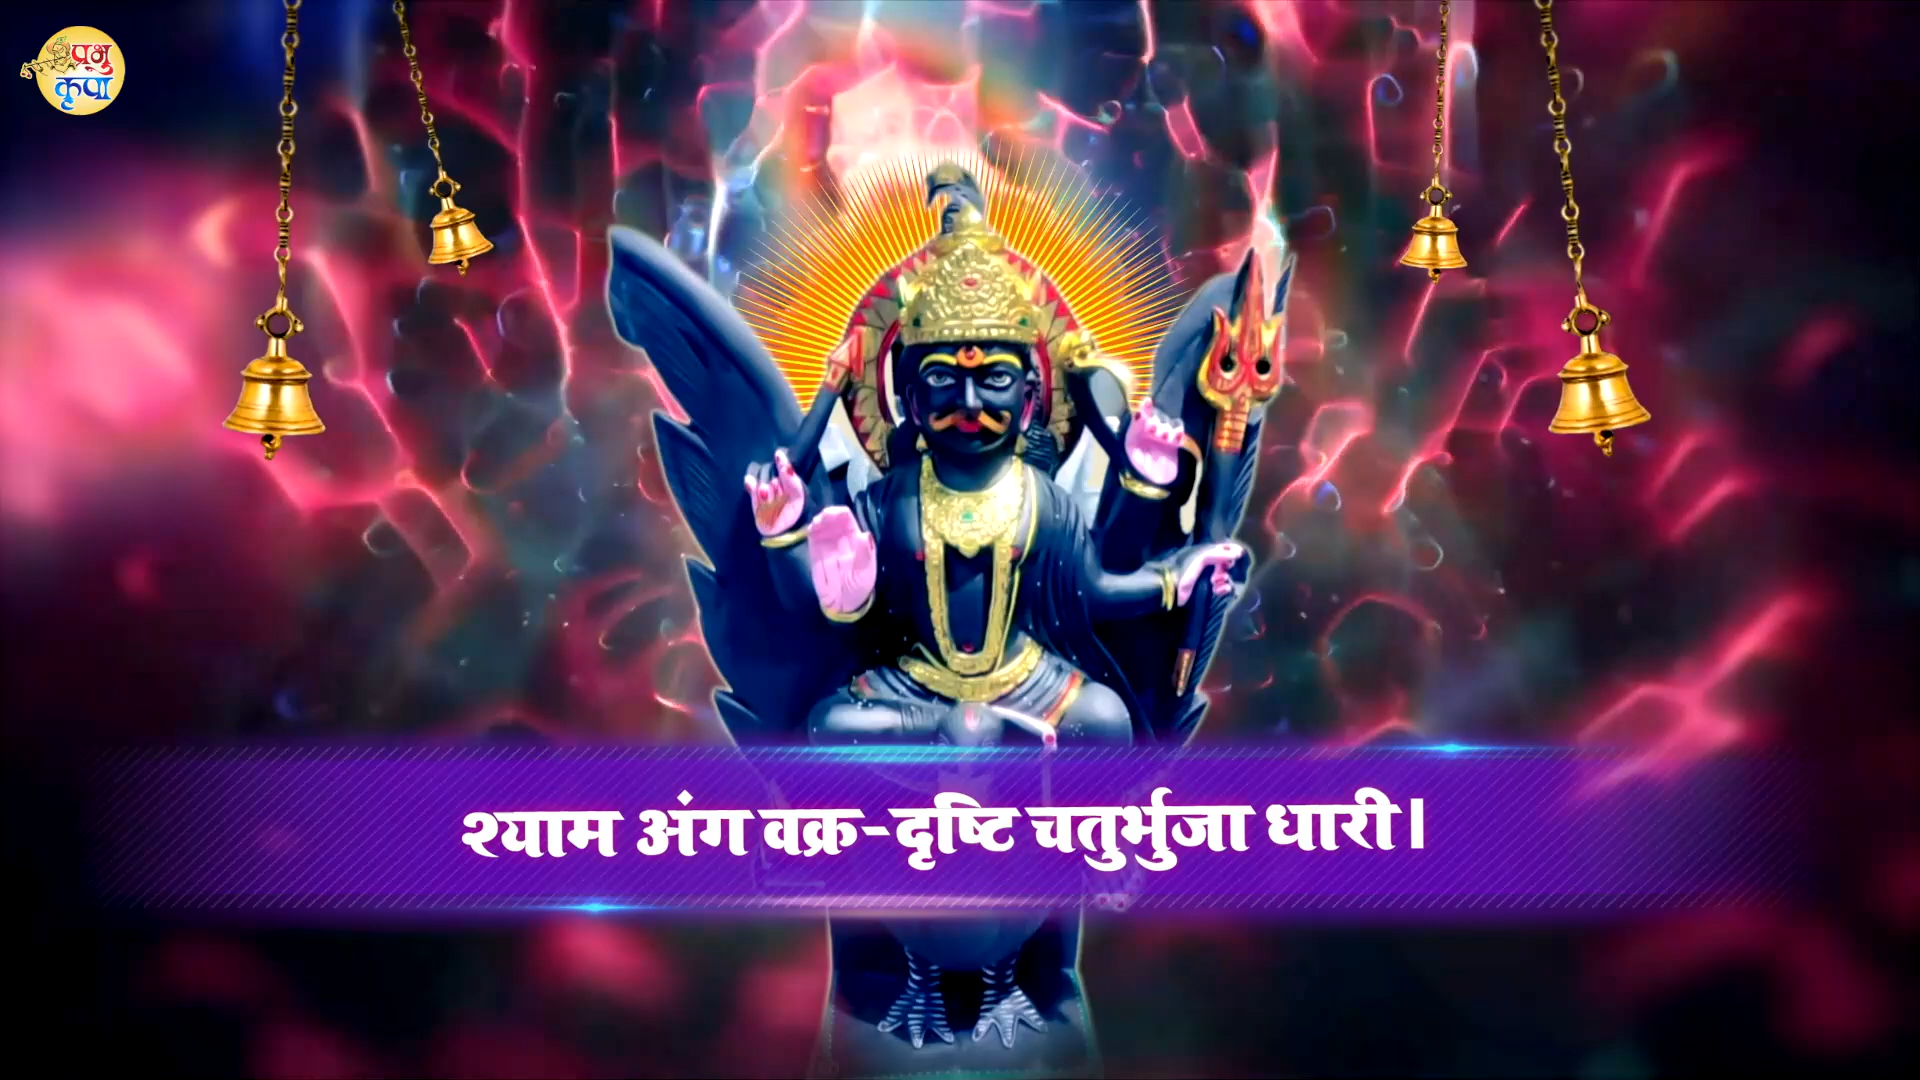 प्रभु
कृपा
श्याम अंग वक्र-दृष्टि चतुर्भुजा धारी।